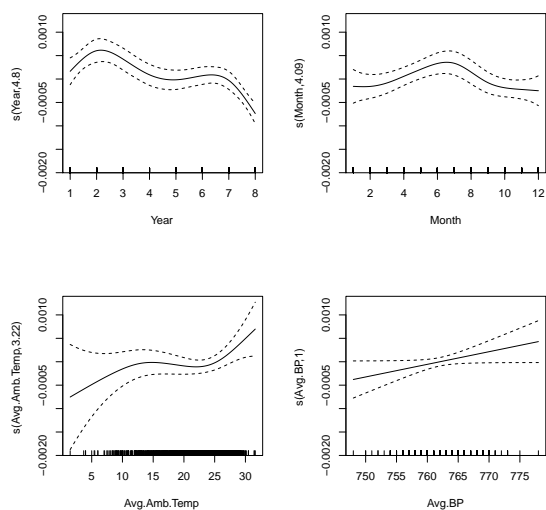 s(Year,4.8)
0.0010
−0.0005
−0.0020
1 2 3 4 5 6 7 8
Year
s(Month,4.09)
0.0010
−0.0005
−0.0020
2 4 6 8 10 12
Month
s(Avg.Amb.Temp,3.22)
0.0010
−0.0005
−0.0020
5 10 15 20 25 30
Avg.Amb.Temp
s(Avg.BP,1)
0.0010
−0.0005
−0.0020
750 755 760 765 770 775
Avg.BP